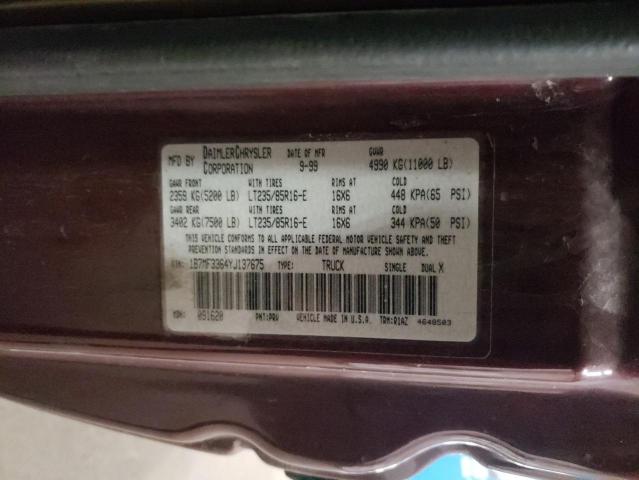 MFD BY DAIMLERCHRYSLER CORPORATION DATE OF MFR 9-99 GVWR 4990 KG(11000 LB)
GAWR FRONT WITH TIRES RIMS AT COLD
2359 KG(5200 LB) LT235/85R16-E 16X6 448 KPA(65 PSI)
GAWR REAR WITH TIRES RIMS AT COLD
3402 KG(7500 LB) LT235/85R16-E 16X6 344 KPA(50 PSI)
THIS VEHICLE CONFORMS TO ALL APPLICABLE FEDERAL MOTOR VEHICLE SAFETY AND THEFT
PREVENTION STANDARDS IN EFFECT ON THE DATE OF MANUFACTURE SHOWN ABOVE.
VIN: 1B7MF3364YJ137675 TYPE: TRUCK SINGLE DUAL X
MDH: 091620 PNT:PRV VEHICLE MADE IN U.S.A. TRM:R1AZ 4648503